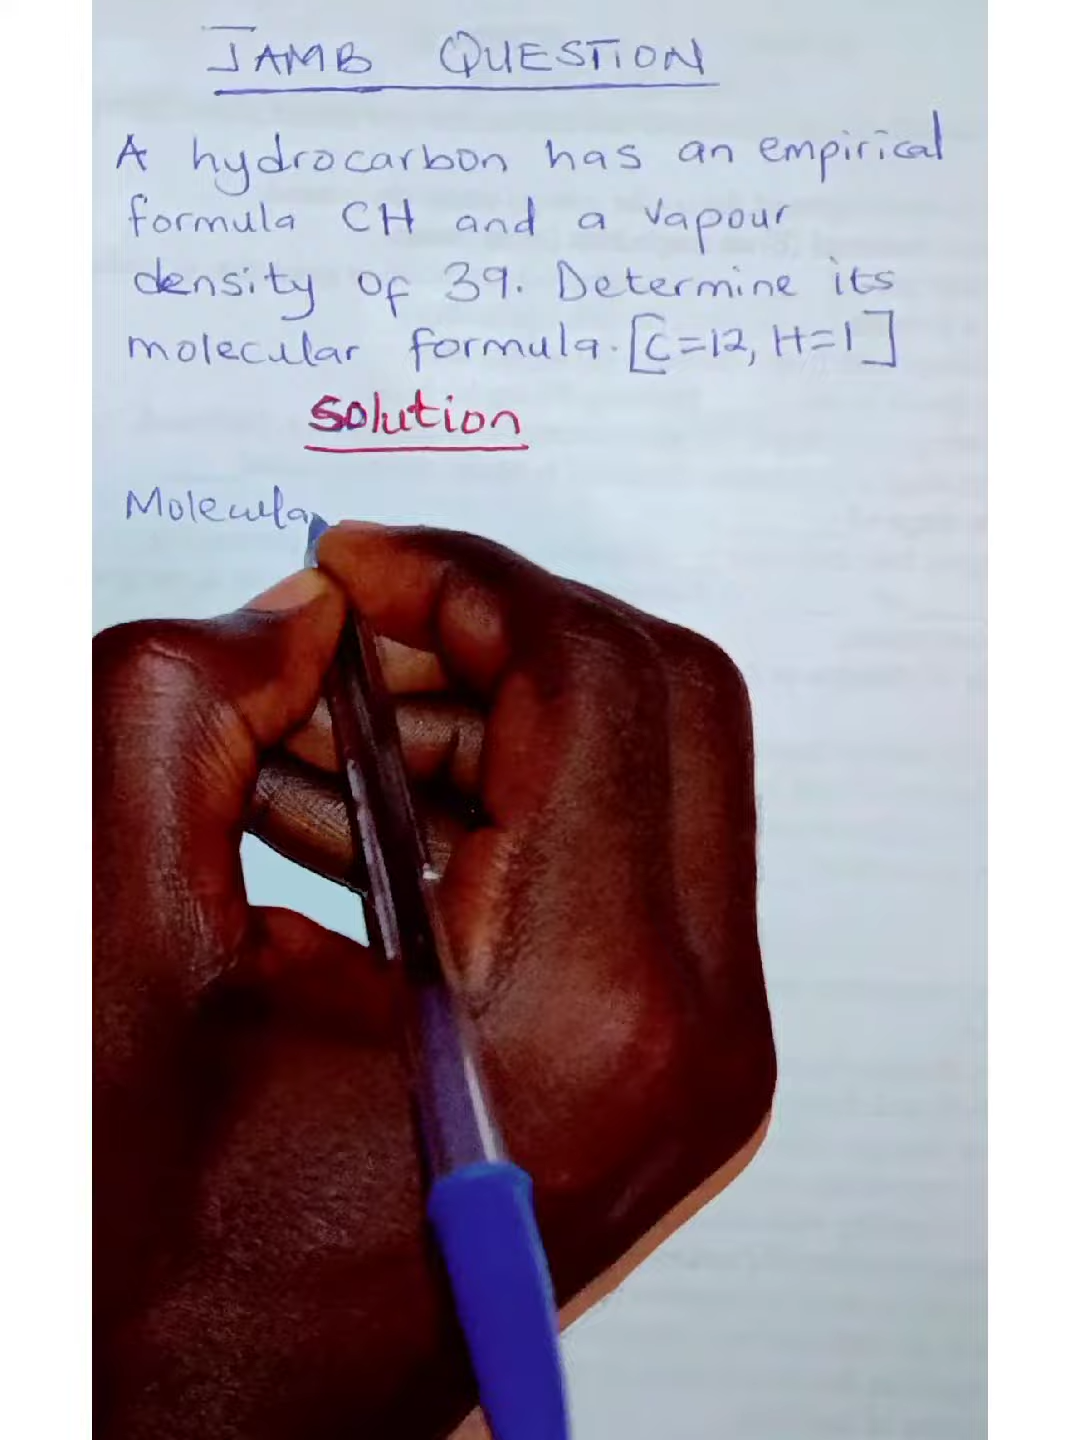 JAMB QUESTION
A hydrocarbon has an empirical
formula CH and a vapour
density of 39. Determine its
molecular formula. [C=12, H=1]
Solution
Molecula